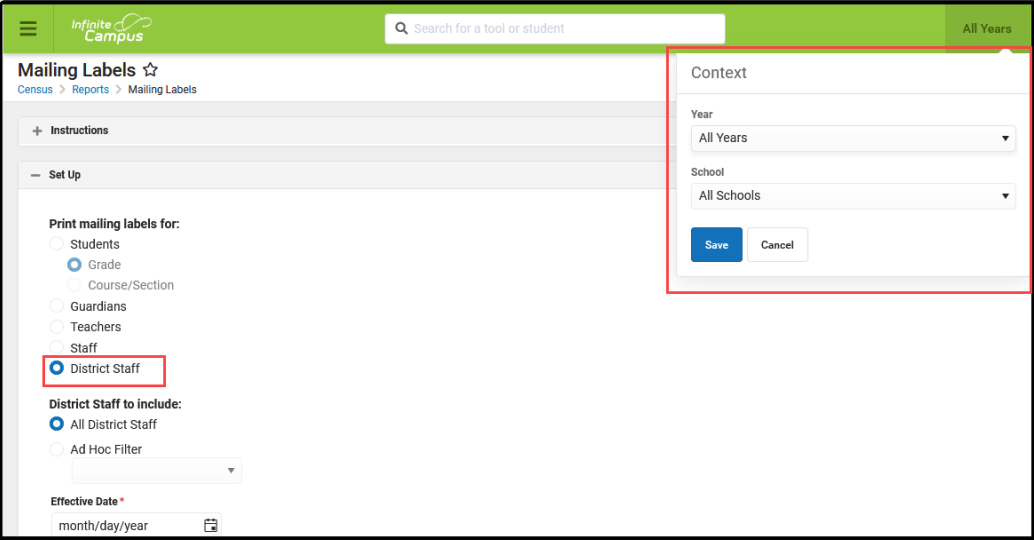 Infinite Campus
Search for a tool or student
All Years
Mailing Labels
Census > Reports > Mailing Labels
Context
Year
All Years
School
All Schools
Save
Cancel
+ Instructions
− Set Up
Print mailing labels for:
Students
Grade
Course/Section
Guardians
Teachers
Staff
District Staff
District Staff to include:
All District Staff
Ad Hoc Filter
Effective Date *
month/day/year